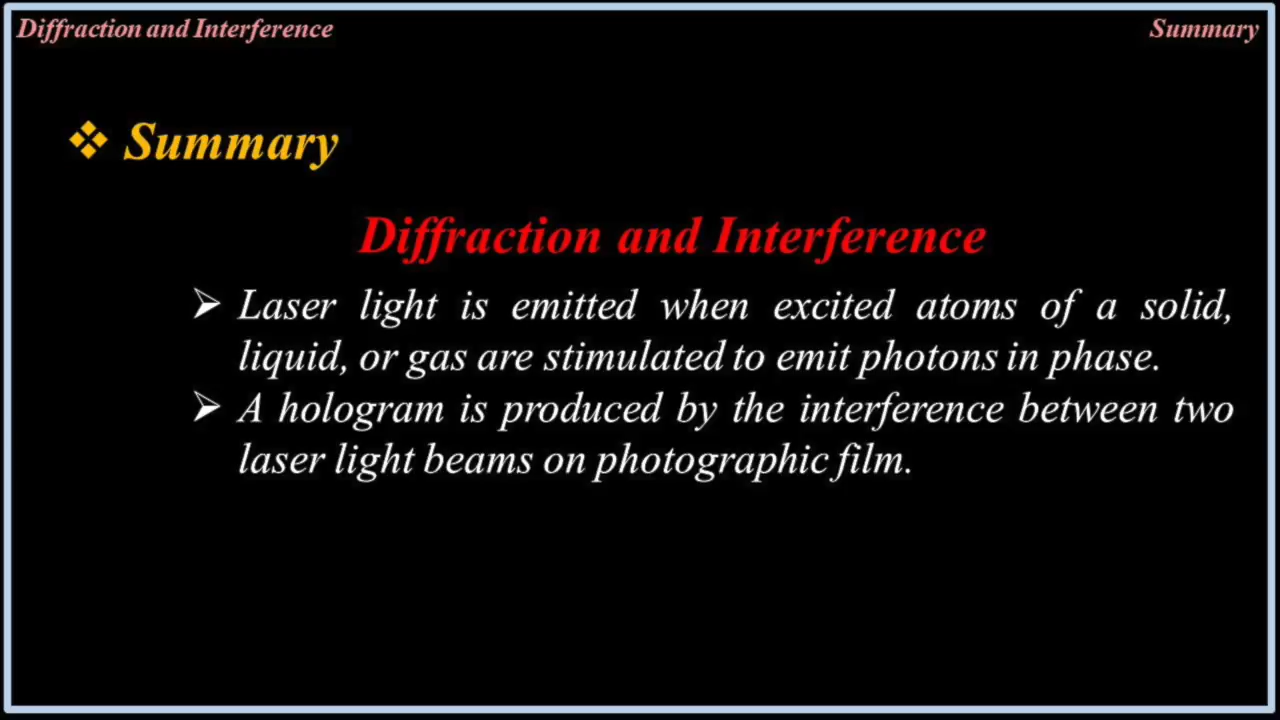 Diffraction and Interference
Summary
❖ Summary
Diffraction and Interference
➢ Laser light is emitted when excited atoms of a solid,
liquid, or gas are stimulated to emit photons in phase.
➢ A hologram is produced by the interference between two
laser light beams on photographic film.